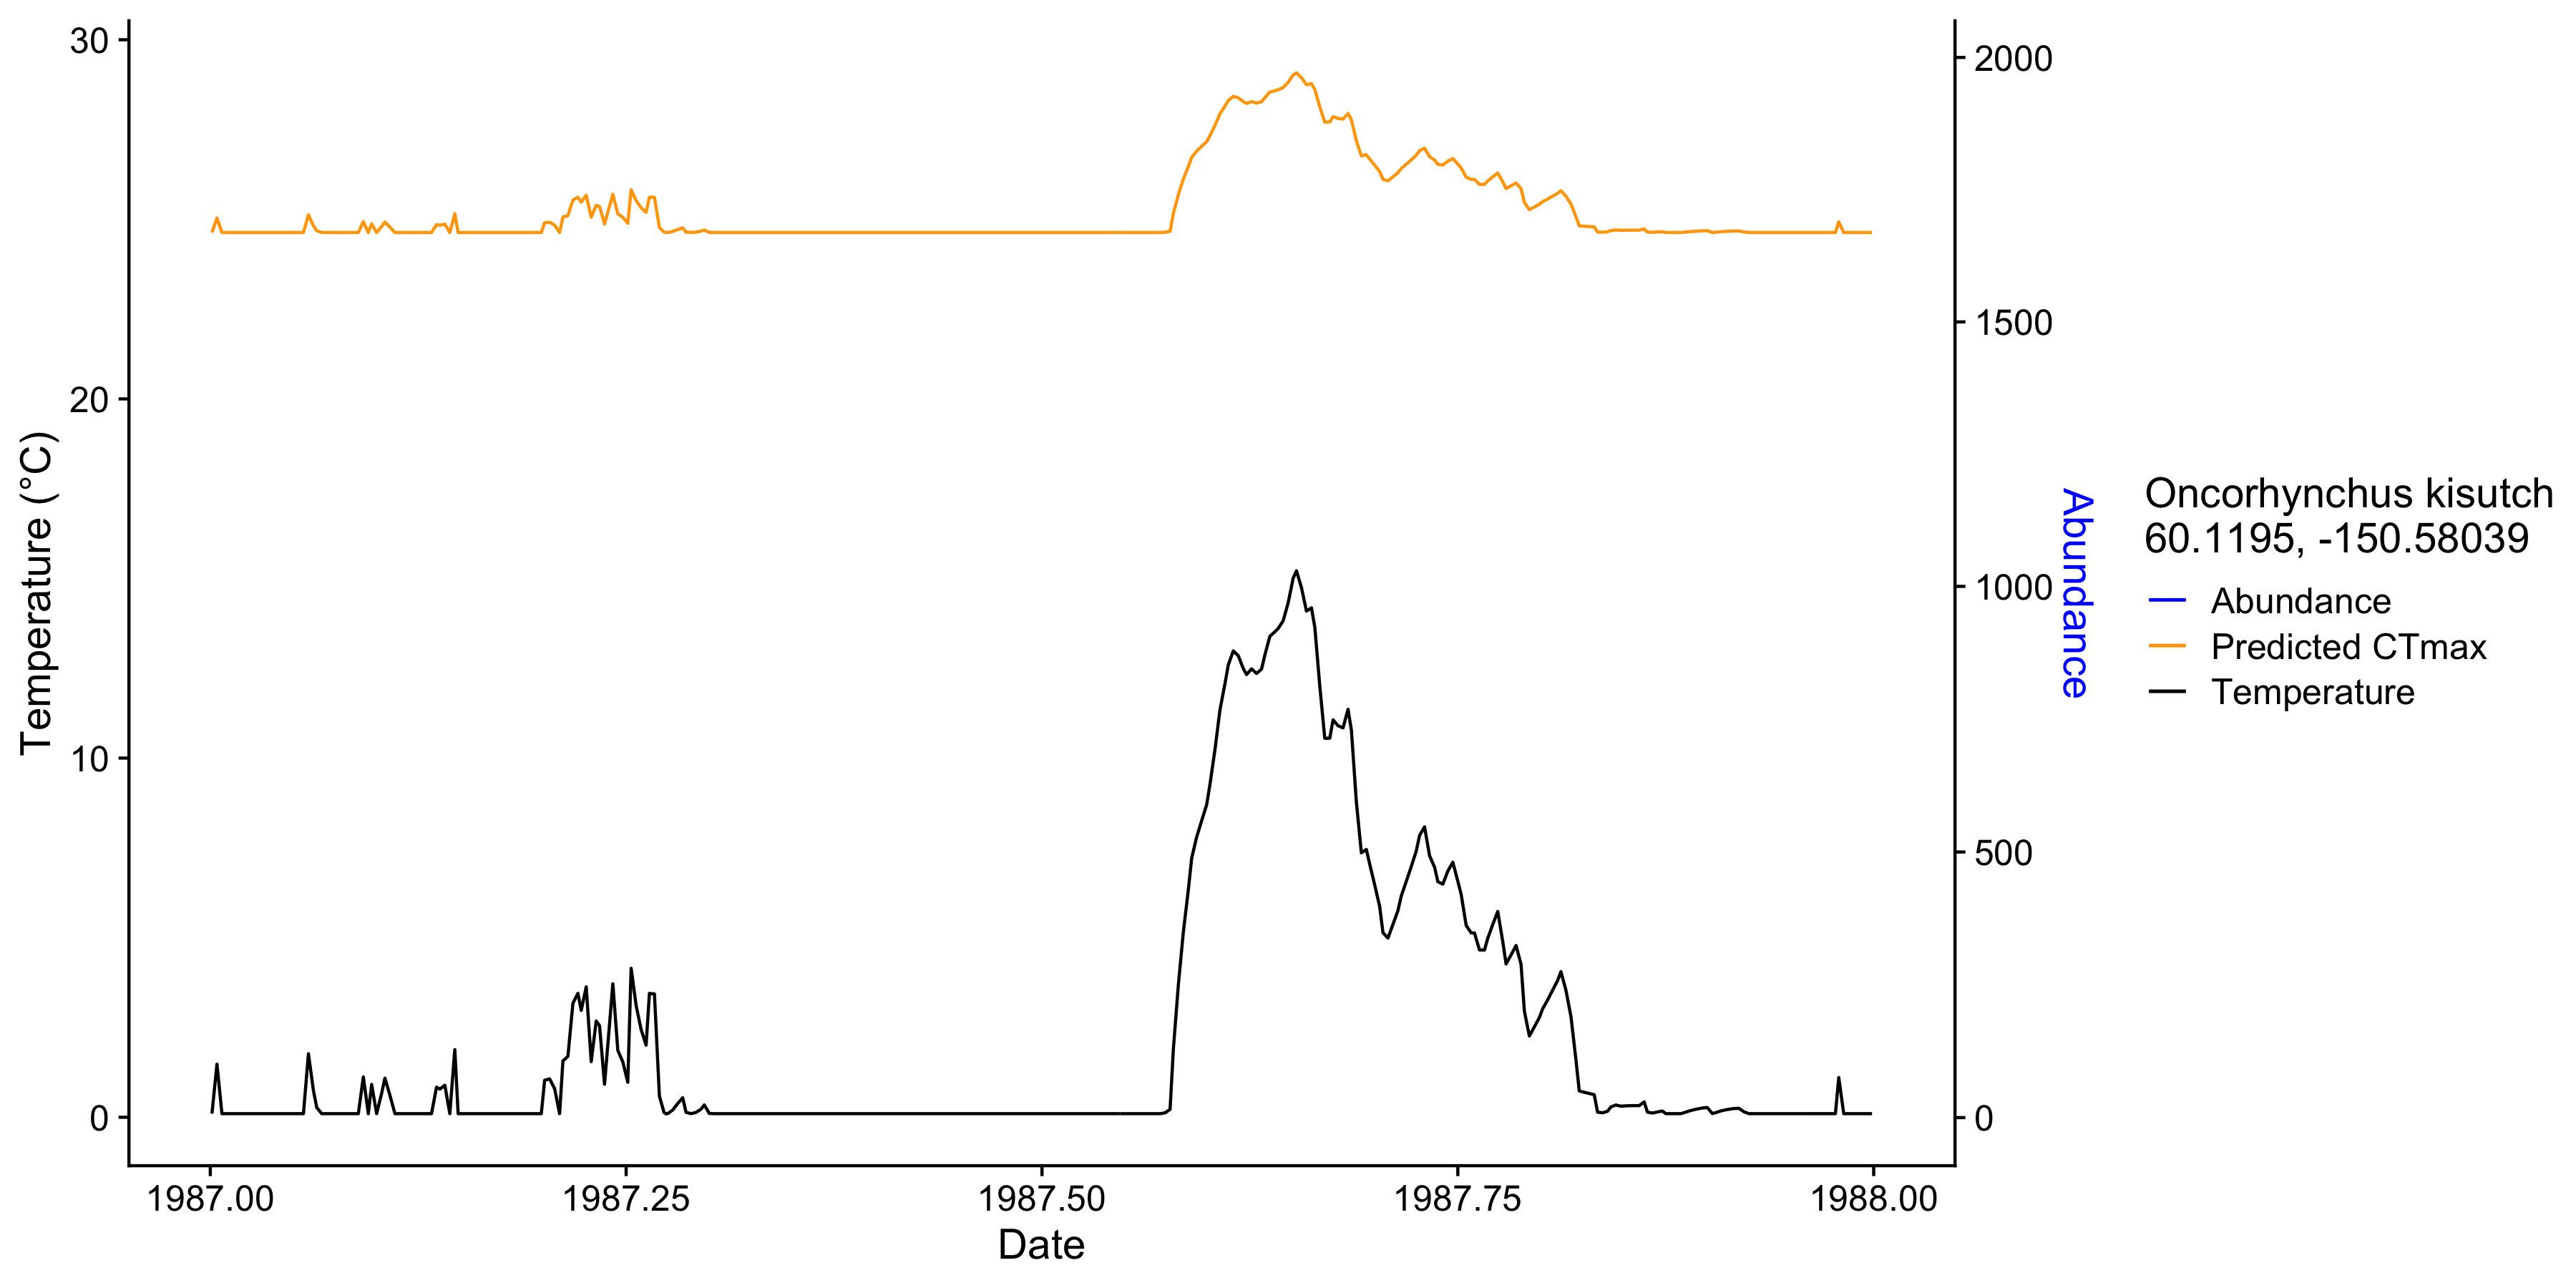 30
20
10
0
Temperature (°C)
1987.00
1987.25
1987.50
1987.75
1988.00
Date
2000
1500
1000
500
0
Abundance
Oncorhynchus kisutch
60.1195, -150.58039
Abundance
Predicted CTmax
Temperature